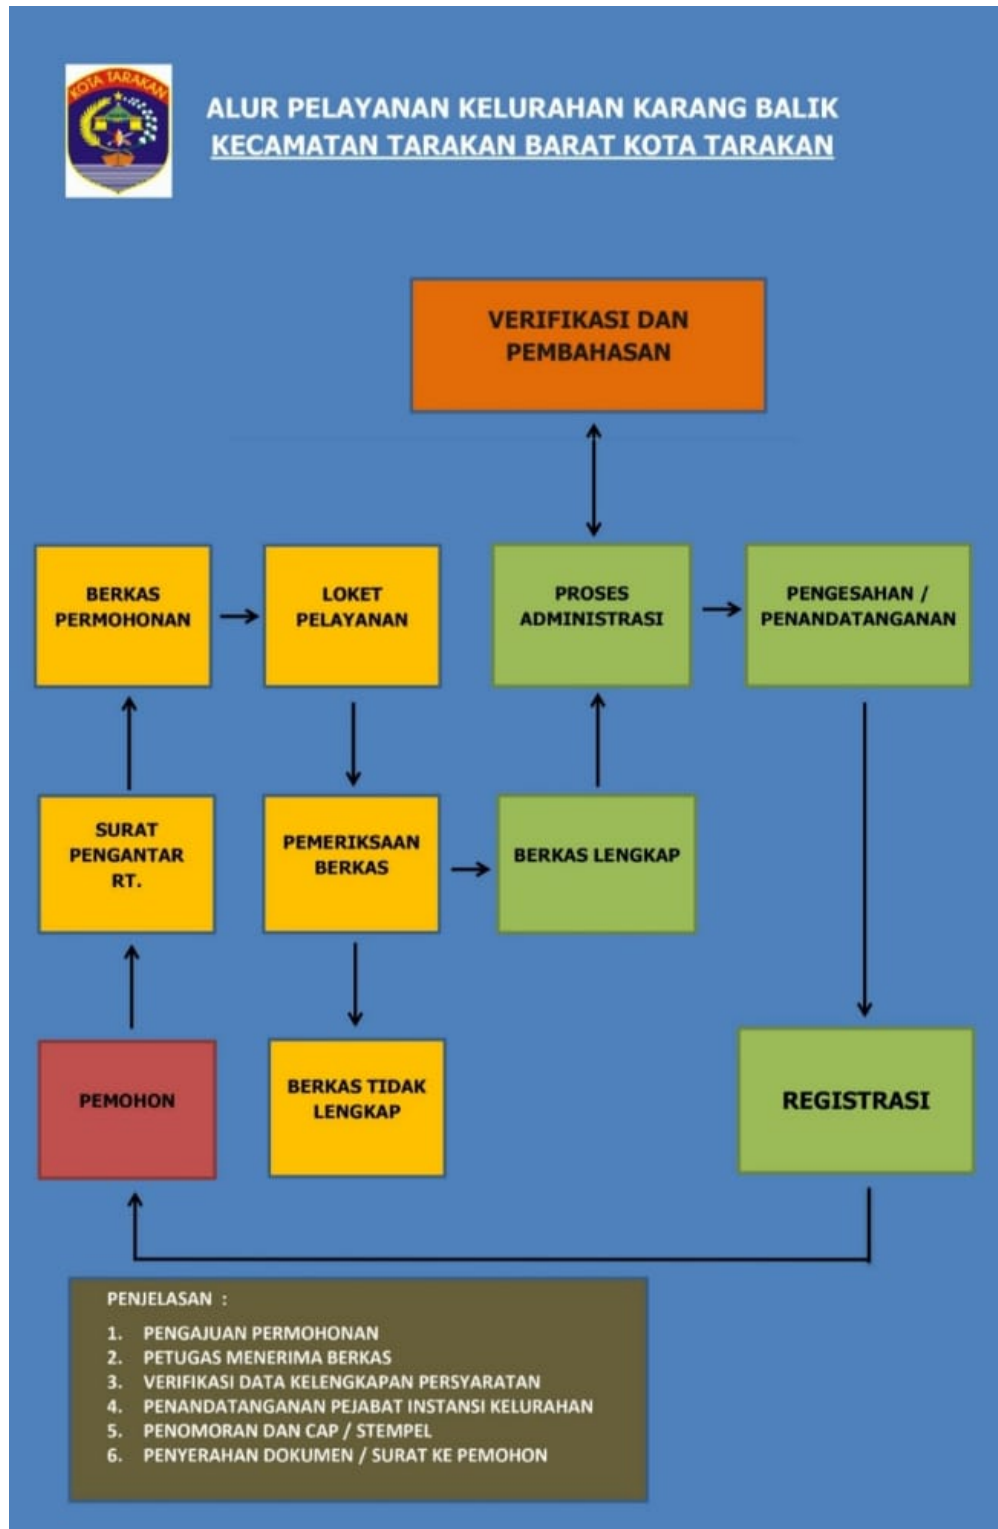 KOTA TARAKAN
ALUR PELAYANAN KELURAHAN KARANG BALIK
KECAMATAN TARAKAN BARAT KOTA TARAKAN
VERIFIKASI DAN
PEMBAHASAN
BERKAS
PERMOHONAN
LOKET
PELAYANAN
PROSES
ADMINISTRASI
PENGESAHAN /
PENANDATANGANAN
SURAT
PENGANTAR
RT.
PEMERIKSAAN
BERKAS
BERKAS LENGKAP
PEMOHON
BERKAS TIDAK
LENGKAP
REGISTRASI
PENJELASAN :
1. PENGAJUAN PERMOHONAN
2. PETUGAS MENERIMA BERKAS
3. VERIFIKASI DATA KELENGKAPAN PERSYARATAN
4. PENANDATANGANAN PEJABAT INSTANSI KELURAHAN
5. PENOMORAN DAN CAP / STEMPEL
6. PENYERAHAN DOKUMEN / SURAT KE PEMOHON